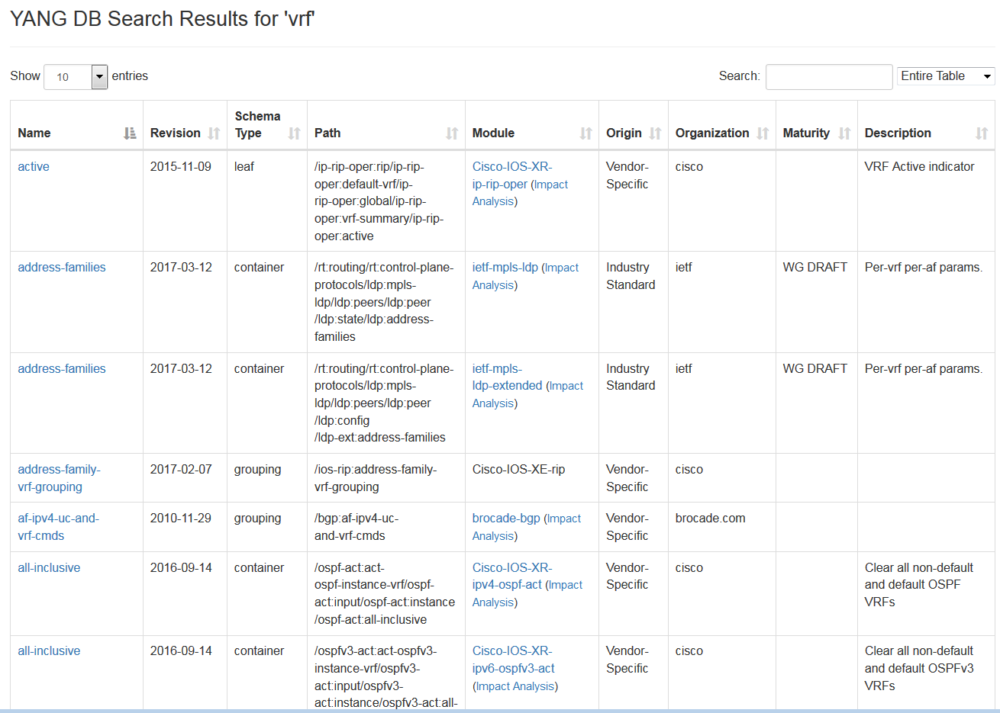 YANG DB Search Results for 'vrf'
Show 10 entries
Search: Entire Table
Name Revision Schema Type Path Module Origin Organization Maturity Description
active 2015-11-09 leaf /ip-rip-oper:rip/ip-rip- Cisco-IOS-XR- Vendor- cisco VRF Active indicator
oper:default-vrf/ip- ip-rip-oper (Impact Specific
rip-oper:global/ip-rip- Analysis)
oper:vrf-summary/ip-rip-
oper:active
address-families 2017-03-12 container /rt:routing/rt:control-plane- ietf-mpls-ldp (Impact Industry ietf WG DRAFT Per-vrf per-af params.
protocols/ldp:mpls- Analysis) Standard
ldp/ldp:peers/ldp:peer
/ldp:state/ldp:address-
families
address-families 2017-03-12 container /rt:routing/rt:control-plane- ietf-mpls- Industry ietf WG DRAFT Per-vrf per-af params.
protocols/ldp:mpls- ldp-extended (Impact Standard
ldp/ldp:peers/ldp:peer Analysis)
/ldp:config
/ldp-ext:address-families
address-family- 2017-02-07 grouping /ios-rip:address-family- Cisco-IOS-XE-rip Vendor- cisco
vrf-grouping vrf-grouping Specific
af-ipv4-uc-and- 2010-11-29 grouping /bgp:af-ipv4-uc- brocade-bgp (Impact Vendor- brocade.com
vrf-cmds and-vrf-cmds Analysis) Specific
all-inclusive 2016-09-14 container /ospf-act:act- Cisco-IOS-XR- Vendor- cisco Clear all non-default
ospf-instance-vrf/ospf- ipv4-ospf-act (Impact Specific and default OSPF
act:input/ospf-act:instance Analysis) VRFs
/ospf-act:all-inclusive
all-inclusive 2016-09-14 container /ospfv3-act:act-ospfv3- Cisco-IOS-XR- Vendor- cisco Clear all non-default
instance-vrf/ospfv3- ipv6-ospfv3-act Specific and default OSPFv3
act:input/ospfv3- (Impact Analysis) VRFs
act:instance/ospfv3-act:all-